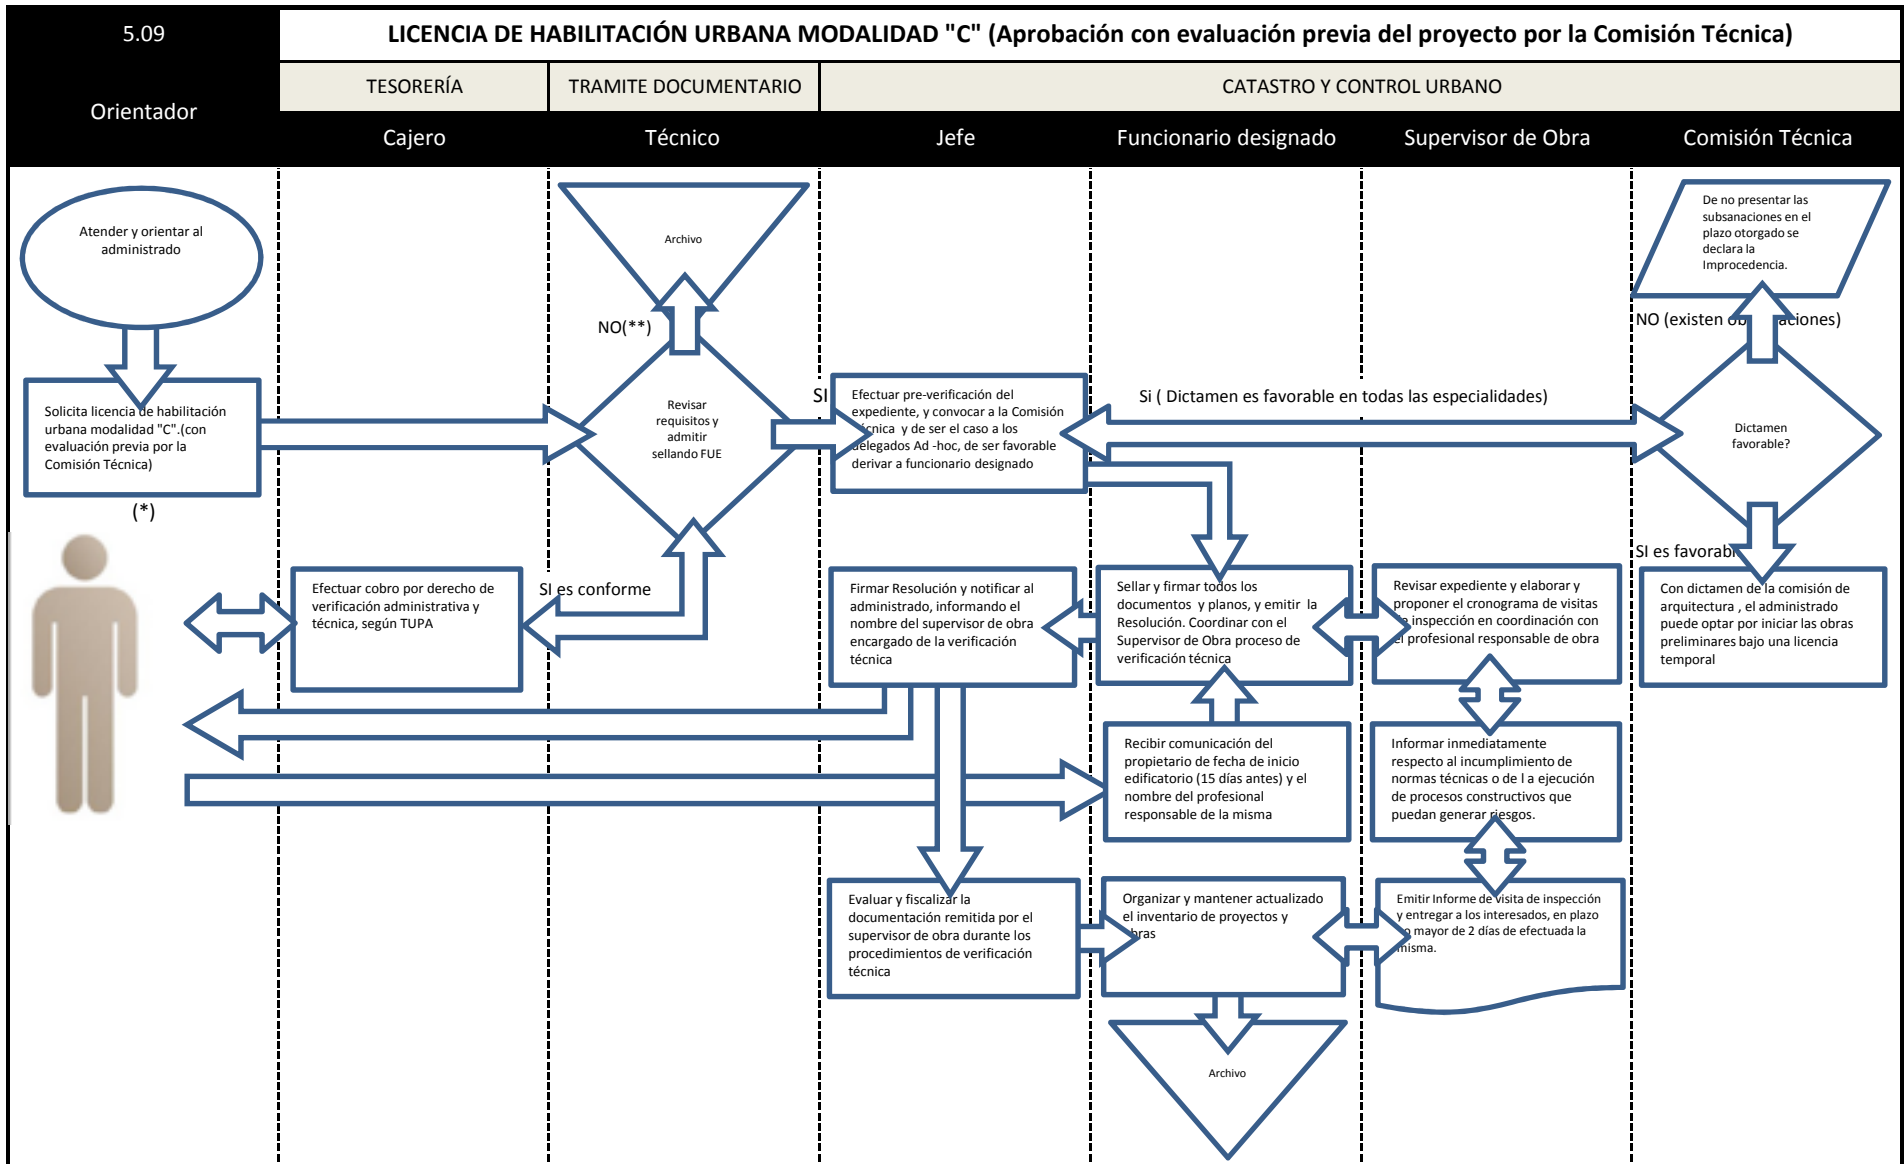 5.09
LICENCIA DE HABILITACIÓN URBANA MODALIDAD "C" (Aprobación con evaluación previa del proyecto por la Comisión Técnica)
Orientador
TESORERÍA
TRAMITE DOCUMENTARIO
CATASTRO Y CONTROL URBANO
Cajero
Técnico
Jefe
Funcionario designado
Supervisor de Obra
Comisión Técnica
Atender y orientar al
administrado
Archivo
De no presentar las
subsanaciones en el
plazo otorgado se
declara la
Improcedencia.
NO(**)
NO (existen
Solicita licencia de habilitación
urbana modalidad "C".(con
evaluación previa por la
Comisión Técnica)
(*)
Revisar
requisitos y
admitir
sellando FUE
SI
Efectuar pre-verificación del
expediente, y convocar a la Comisión
técnica y de ser el caso a los
delegados Ad -hoc, de ser favorable
derivar a funcionario designado
Si ( Dictamen es favorable en todas las especialidades)
Dictamen
favorable?
SI es favorable
Efectuar cobro por derecho de
verificación administrativa y
técnica, según TUPA
SI es conforme
Firmar Resolución y notificar al
administrado, informando el
nombre del supervisor de obra
encargado de la verificación
técnica
Sellar y firmar todos los
documentos y planos, y emitir la
Resolución. Coordinar con el
Supervisor de Obra proceso de
verificación técnica
Revisar expediente y elaborar y
proponer el cronograma de visitas
de inspección en coordinación con
el profesional responsable de obra
Con dictamen de la comisión de
arquitectura , el administrado
puede optar por iniciar las obras
preliminares bajo una licencia
temporal
Recibir comunicación del
propietario de fecha de inicio
edificatorio (15 días antes) y el
nombre del profesional
responsable de la misma
Informar inmediatamente
respecto al incumplimiento de
normas técnicas o de l a ejecución
de procesos constructivos que
puedan generar riesgos.
Evaluar y fiscalizar la
documentación remitida por el
supervisor de obra durante los
procedimientos de verificación
técnica
Organizar y mantener actualizado
el inventario de proyectos y
obras
Emitir Informe de visita de inspección
y entregar a los interesados, en plazo
no mayor de 2 días de efectuada la
misma.
Archivo